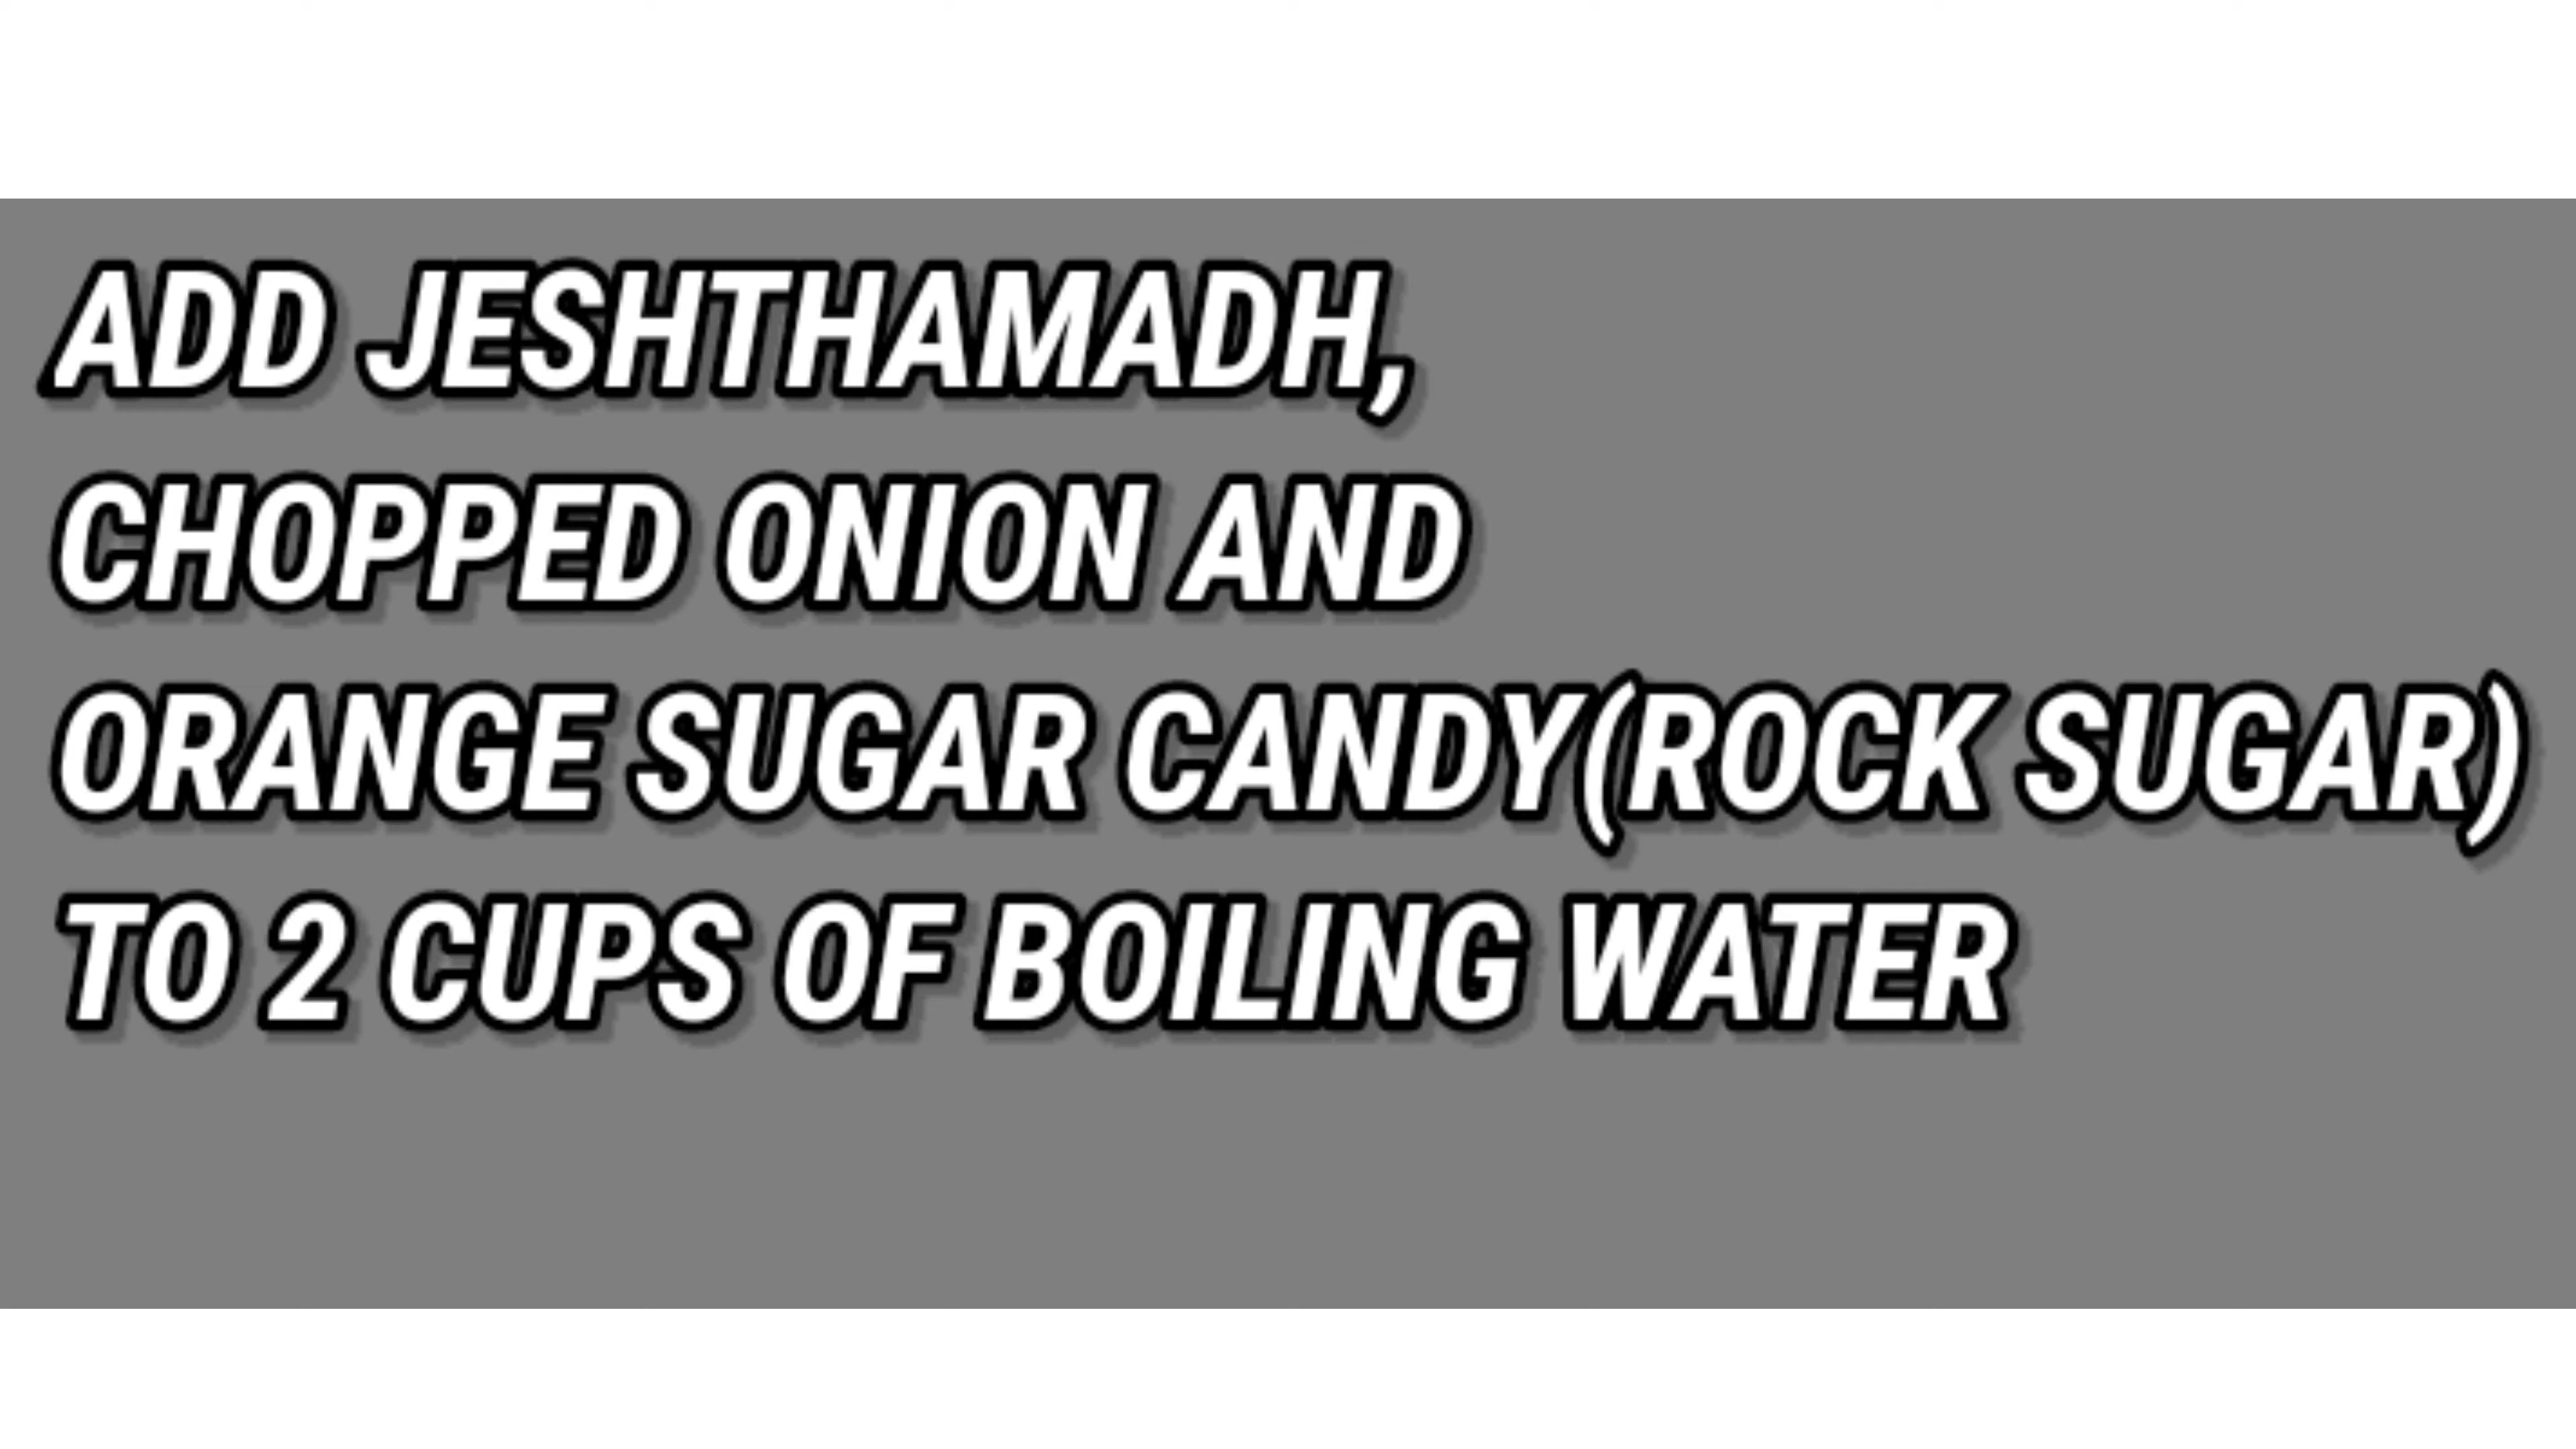 ADD JESHTHAMADH,
CHOPPED ONION AND
ORANGE SUGAR CANDY(ROCK SUGAR)
TO 2 CUPS OF BOILING WATER